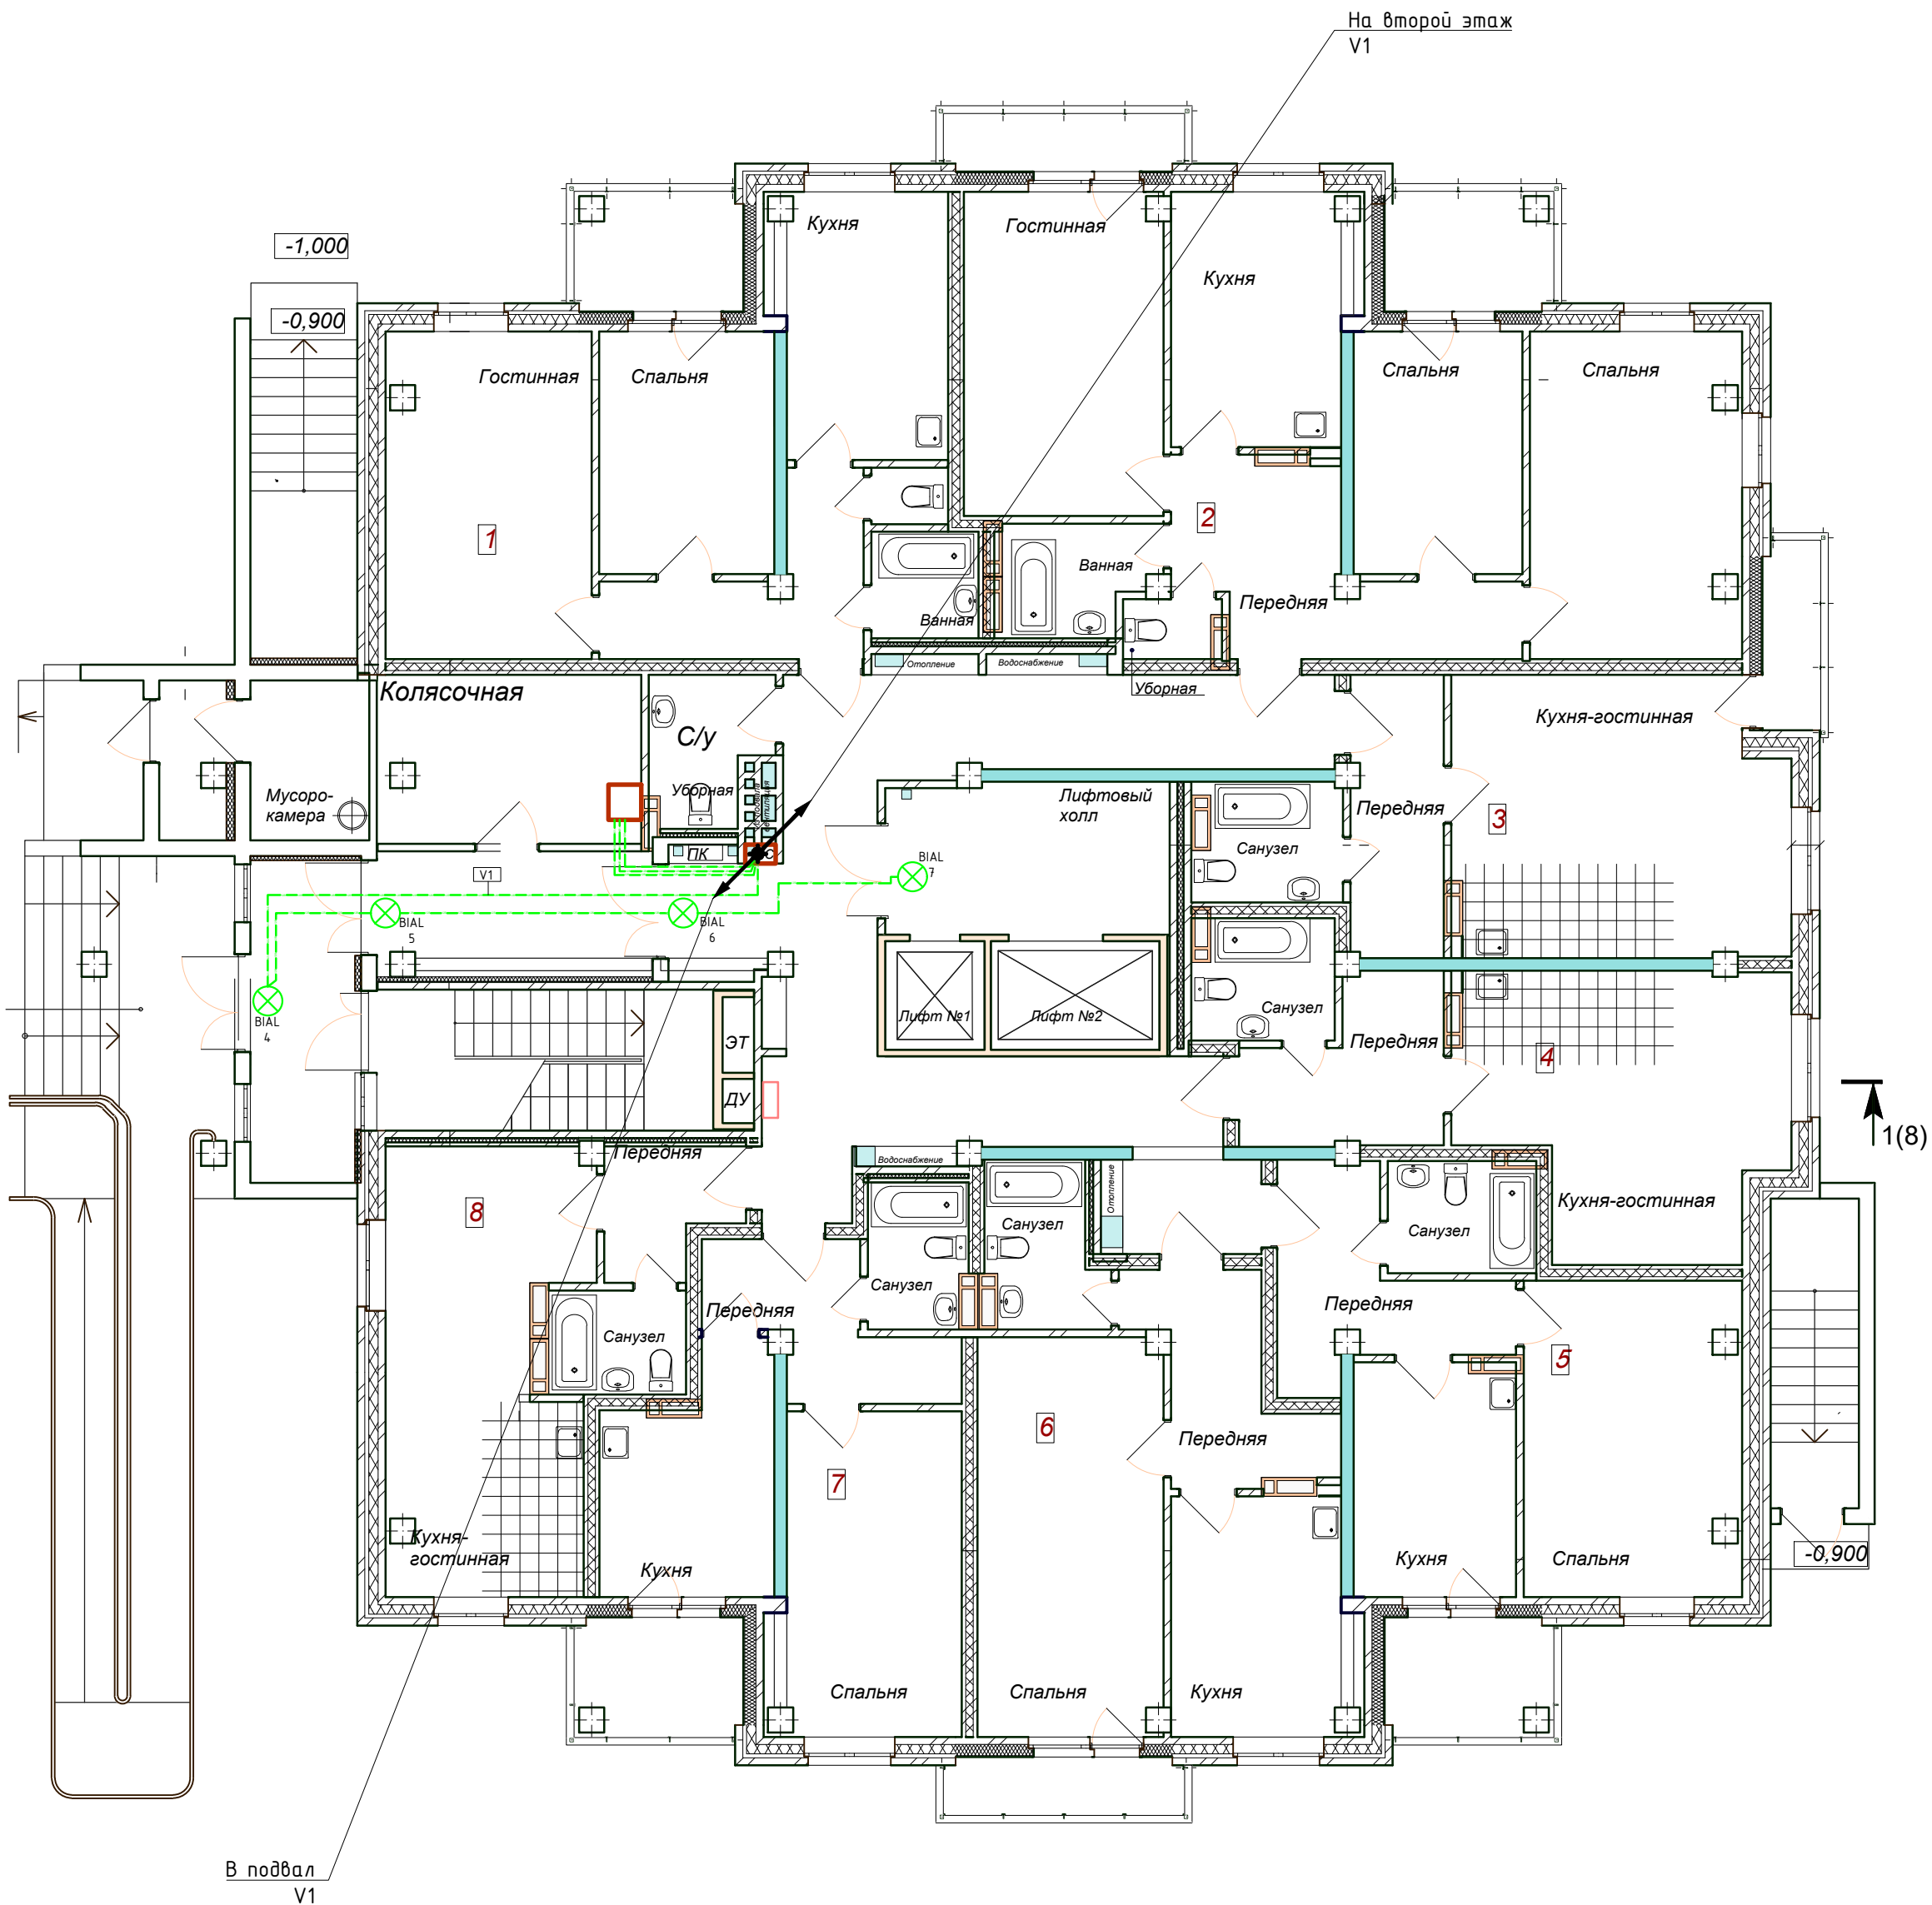 На второй этаж
V1
-1,000
-0,900
Кухня
Гостинная
Кухня
Гостинная
Спальня
Спальня
Спальня
1
2
Ванная
Ванная
Передняя
Отопление
Водоснабжение
Уборная
Колясочная
С/у
Кухня-гостинная
Уборная
вентиляция
Мусоро-
камера
Лифтовый
холл
Передняя
3
Санузел
ПК
V1
BIAL
7
BIAL
5
BIAL
6
Санузел
BIAL
4
Лифт №1
Лифт №2
ЭТ
ДУ
Передняя
4
1(8)
Передняя
Водоснабжение
Отопление
8
Санузел
Санузел
Кухня-гостинная
Санузел
Передняя
Передняя
Санузел
5
6
Передняя
7
Кухня-
гостинная
Кухня
Кухня
Спальня
-0,900
Спальня
Спальня
Кухня
В подвал
V1